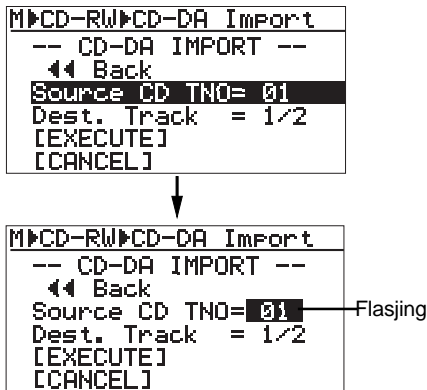 M▶CD-RW▶CD-DA Import
-- CD-DA IMPORT --
◀◀ Back
Source CD TNO= 01
Dest. Track = 1/2
[EXECUTE]
[CANCEL]
M▶CD-RW▶CD-DA Import
-- CD-DA IMPORT --
◀◀ Back
Source CD TNO= 01
Flasjing
Dest. Track = 1/2
[EXECUTE]
[CANCEL]